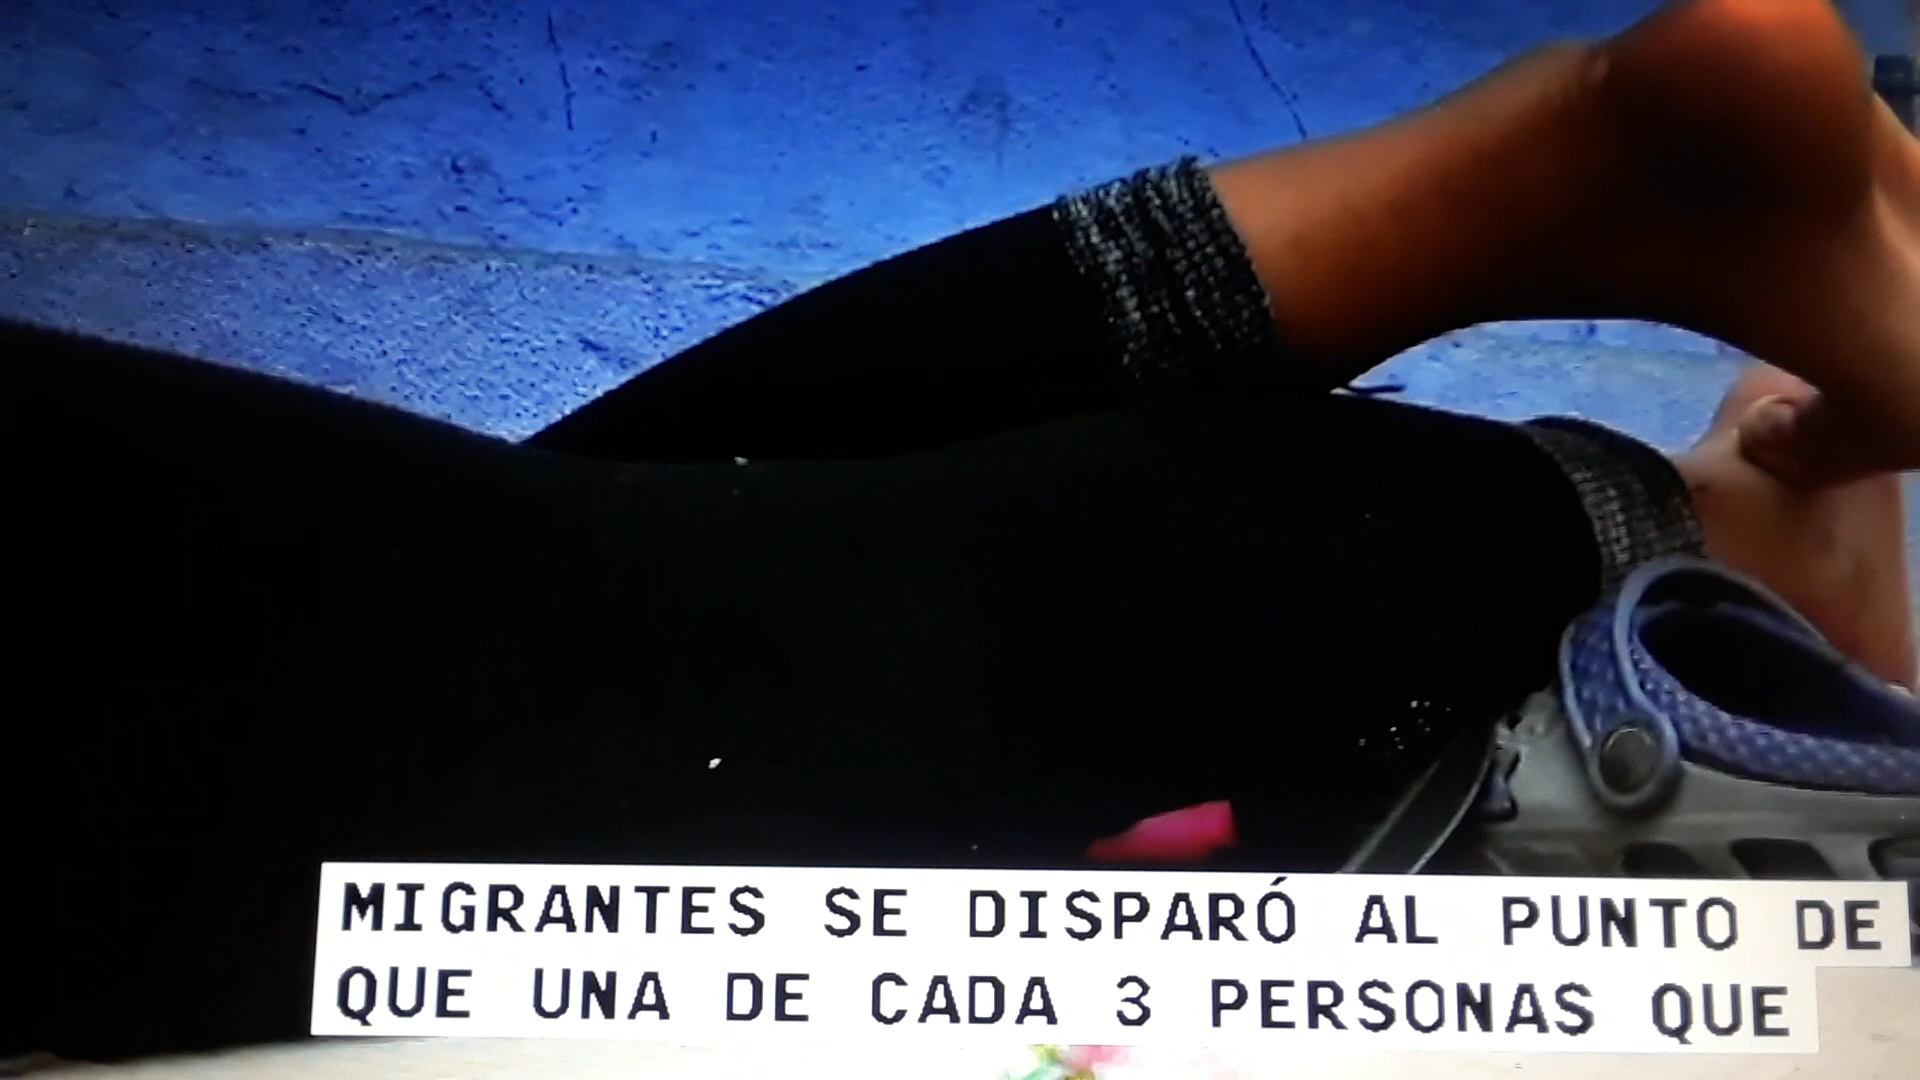 MIGRANTES SE DISPARÓ AL PUNTO DE
QUE UNA DE CADA 3 PERSONAS QUE